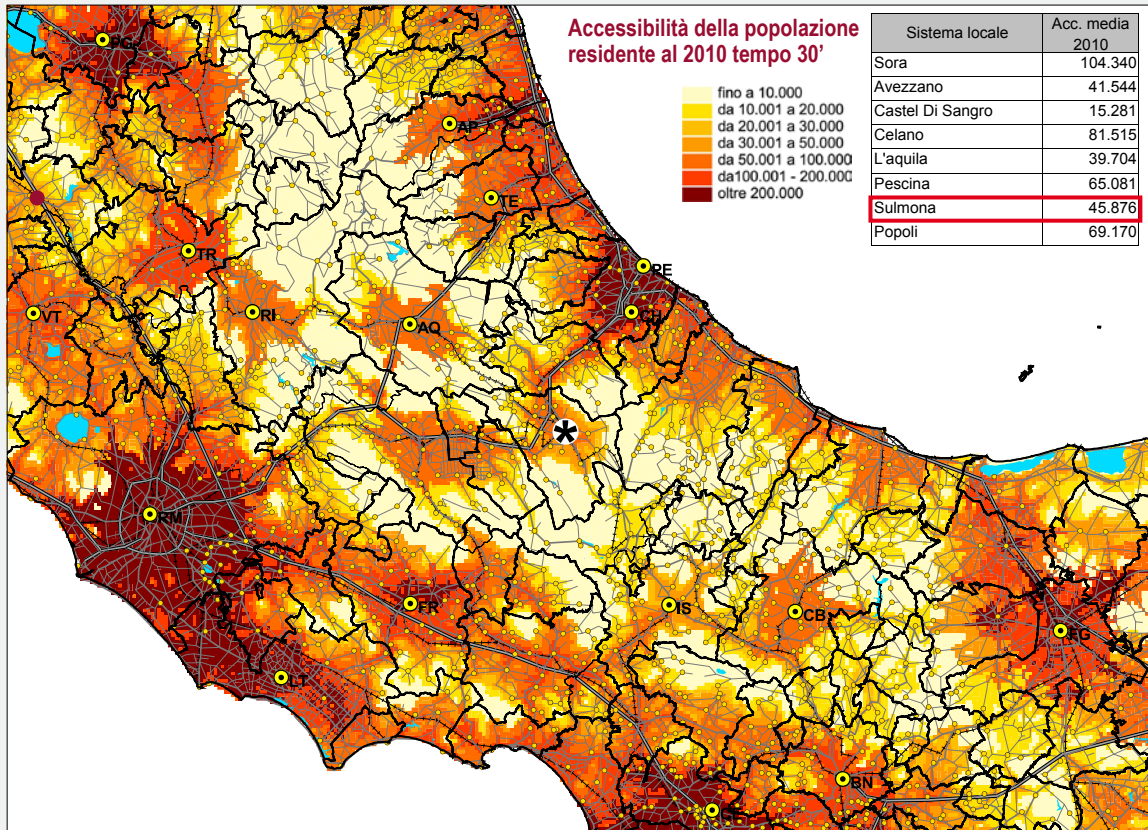 Accessibilità della popolazione
residente al 2010 tempo 30'
fino a 10.000
da 10.001 a 20.000
da 20.001 a 30.000
da 30.001 a 50.000
da 50.001 a 100.000
da100.001 - 200.000
oltre 200.000
Sistema locale Acc. media 2010
Sora 104.340
Avezzano 41.544
Castel Di Sangro 15.281
Celano 81.515
L'aquila 39.704
Pescina 65.081
Sulmona 45.876
Popoli 69.170
PG
AP
TE
TR
PE
VT
RI
AQ
CH
*
RM
FR
IS
CB
FG
LT
BN
CE